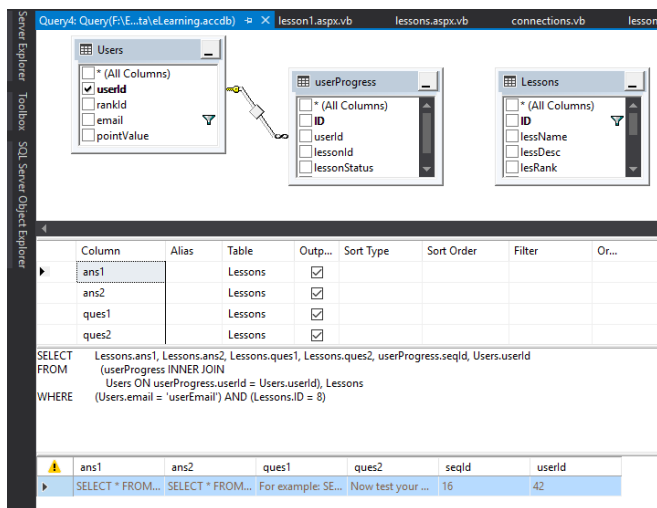 Query4: Query(F:\E...ta\eLearning.accdb) lesson1.aspx.vb lessons.aspx.vb connections.vb lesson
Server Explorer
Toolbox
SQL Server Object Explorer
Users
* (All Columns)
userId
rankId
email
pointValue
userProgress
* (All Columns)
ID
userId
lessonId
lessonStatus
Lessons
* (All Columns)
ID
lessName
lessDesc
lesRank
Column Alias Table Outp... Sort Type Sort Order Filter Or...
ans1 Lessons
ans2 Lessons
ques1 Lessons
ques2 Lessons
SELECT Lessons.ans1, Lessons.ans2, Lessons.ques1, Lessons.ques2, userProgress.seqId, Users.userId
FROM (userProgress INNER JOIN
Users ON userProgress.userId = Users.userId), Lessons
WHERE (Users.email = 'userEmail') AND (Lessons.ID = 8)
ans1 ans2 ques1 ques2 seqId userId
SELECT * FROM... SELECT * FROM... For example: SE... Now test your ... 16 42